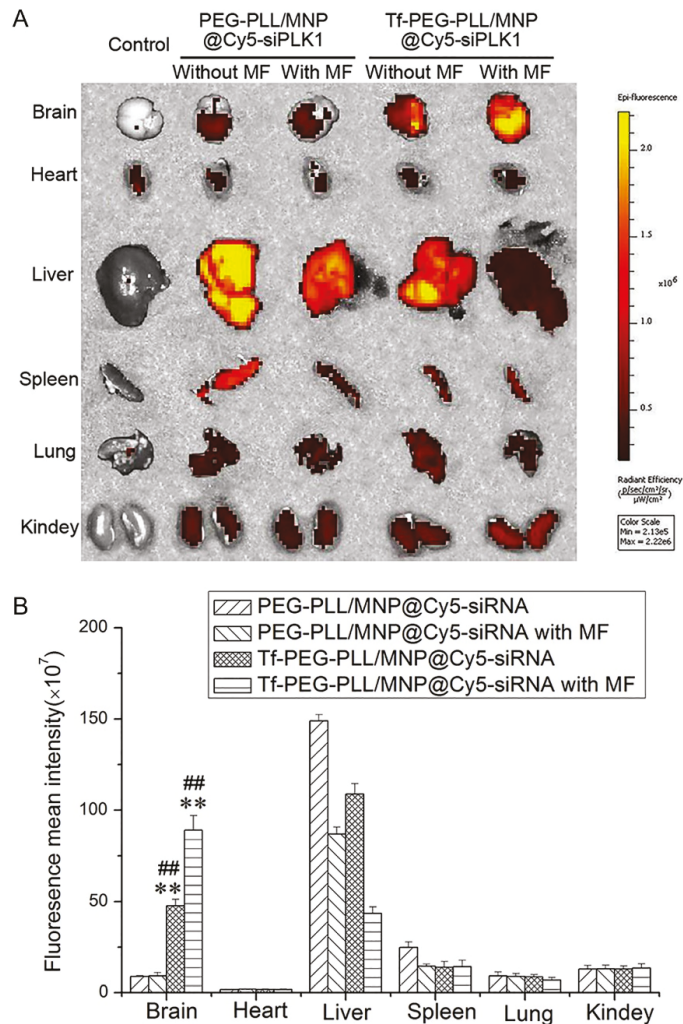 A
Control
PEG-PLL/MNP
@Cy5-siPLK1
Tf-PEG-PLL/MNP
@Cy5-siPLK1
Without MF
With MF
Without MF
With MF
Brain
Heart
Liver
Spleen
Lung
Kindey
Epi-fluorescence
2.0
1.5
x10⁶
1.0
0.5
Radiant Efficiency
(p/sec/cm²/sr
μW/cm²)
Color Scale
Min = 2.13e5
Max = 2.22e6
B
PEG-PLL/MNP@Cy5-siRNA
PEG-PLL/MNP@Cy5-siRNA with MF
Tf-PEG-PLL/MNP@Cy5-siRNA
Tf-PEG-PLL/MNP@Cy5-siRNA with MF
Fluoresence mean intensity(×10⁷)
200
150
100
50
0
##
**
##
**
Brain Heart Liver Spleen Lung Kindey